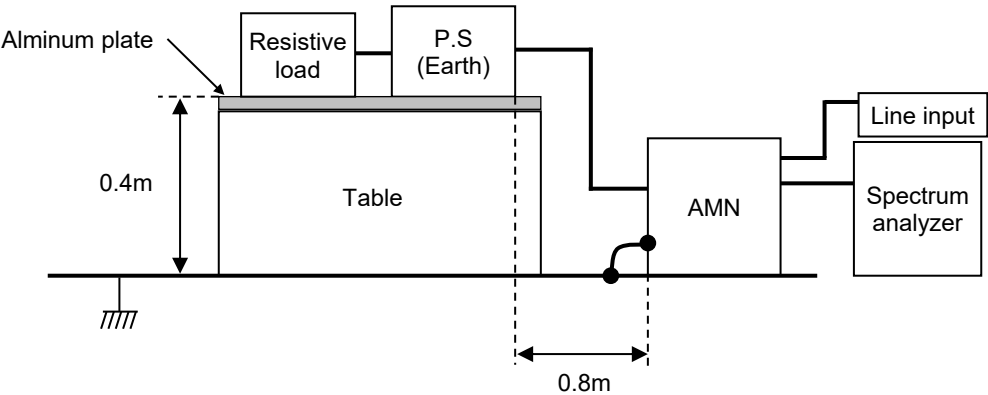 Alminum plate
Resistive
load
P.S
(Earth)
Line input
0.4m
Table
AMN
Spectrum
analyzer
0.8m